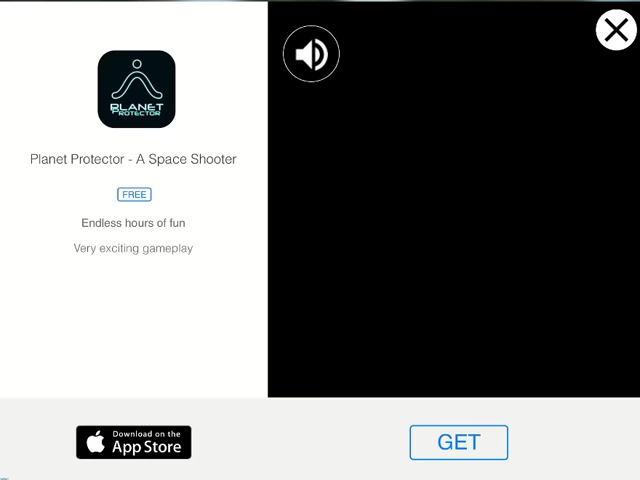 PLANET
PROTECTOR
Planet Protector - A Space Shooter
FREE
Endless hours of fun
Very exciting gameplay
Download on the
App Store
GET